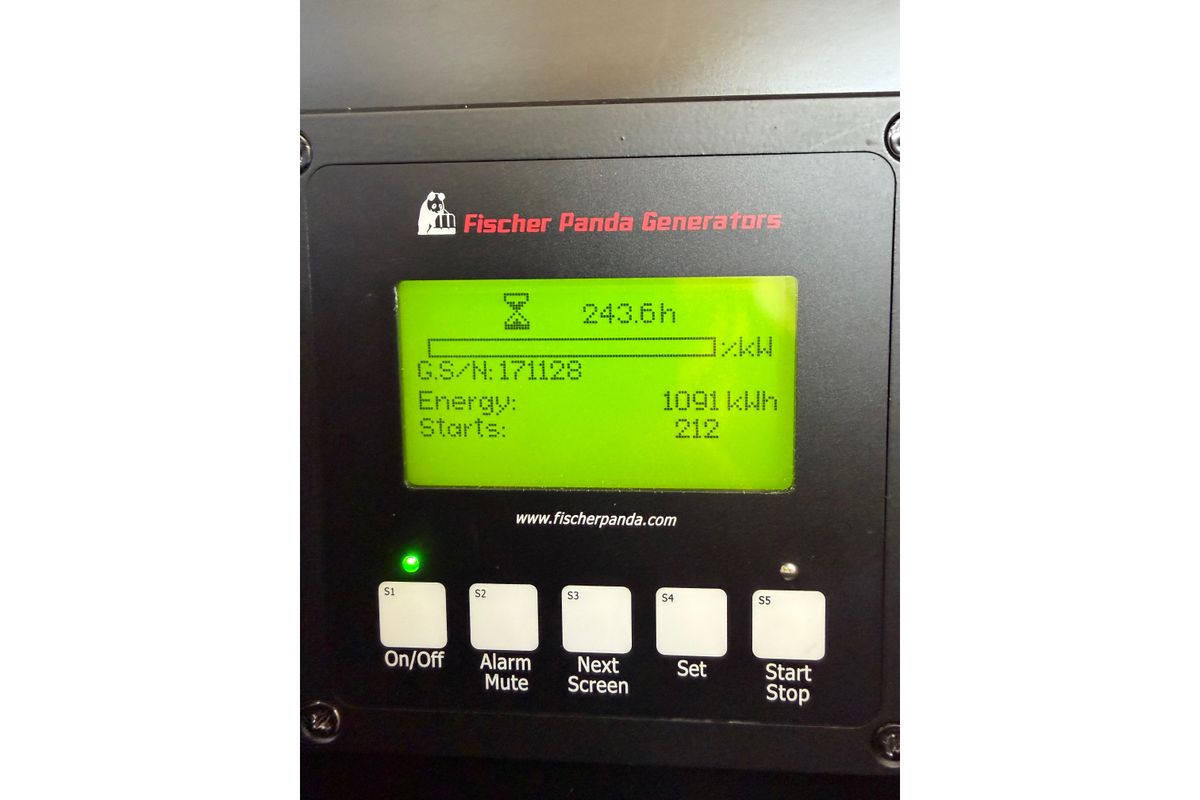 Fischer Panda Generators
243.6h
%kW
G.S/N: 171128
Energy: 1091 kWh
Starts: 212
www.fischerpanda.com
S1 S2 S3 S4 S5
On/Off Alarm Mute Next Screen Set Start Stop